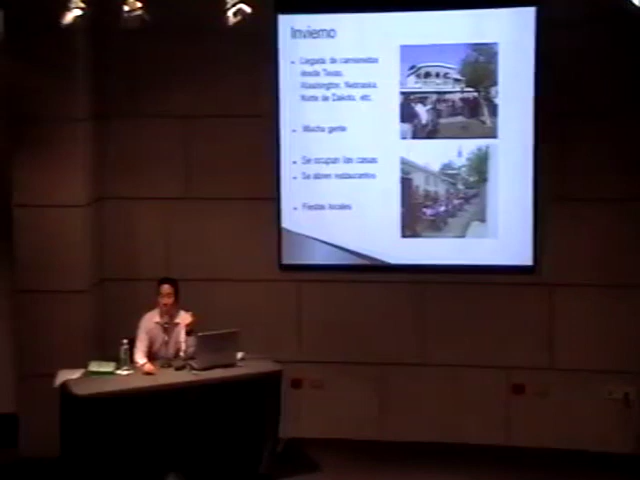 Invierno
Llegada de camionetas
desde Texas,
Washington, Nebraska,
Norte de Dakota, etc.
Mucha gente
Se ocupan las casas
Se abren restaurantes
Fiestas locales